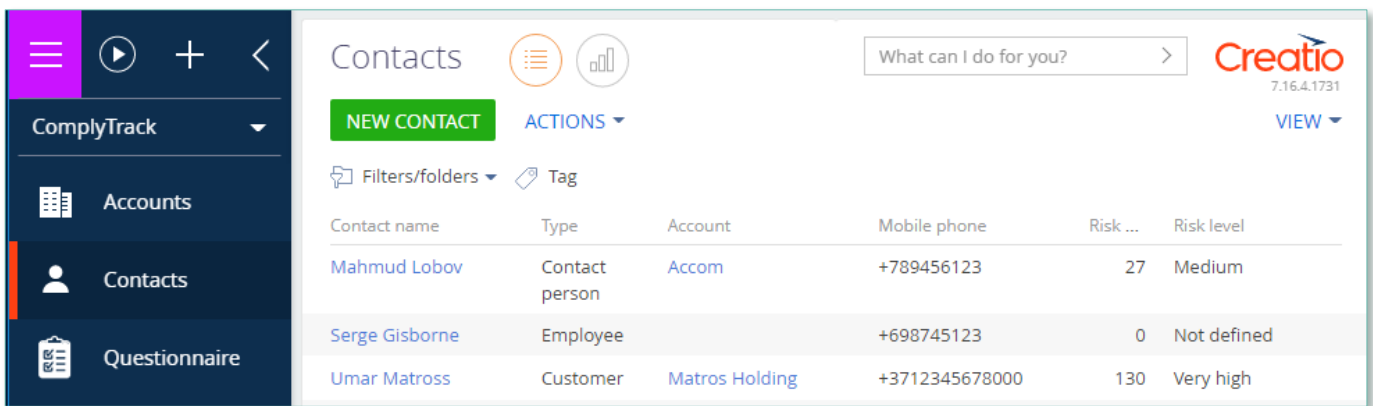 Contacts
What can I do for you?
Creatio
7.16.4.1731
ComplyTrack
NEW CONTACT ACTIONS VIEW
Filters/folders Tag
Accounts
Contacts
Questionnaire
Contact name Type Account Mobile phone Risk ... Risk level
Mahmud Lobov Contact person Accom +789456123 27 Medium
Serge Gisborne Employee +698745123 0 Not defined
Umar Matross Customer Matros Holding +3712345678000 130 Very high